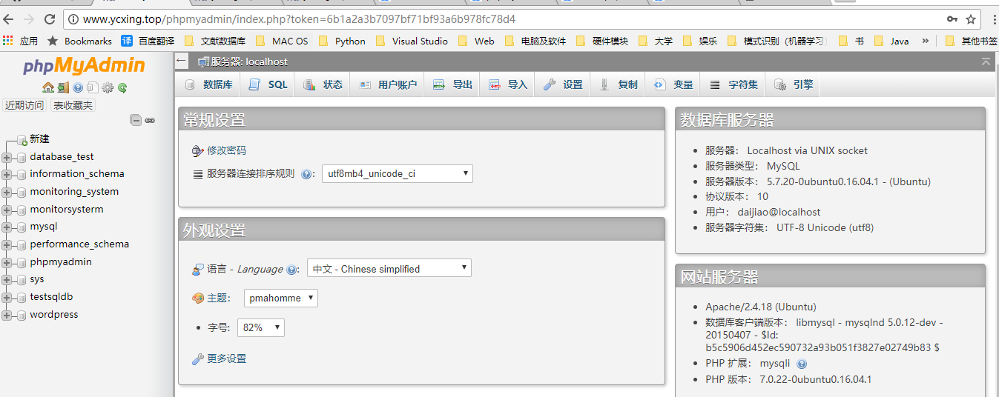 www.ycxing.top/phpmyadmin/index.php?token=6b1a2a3b7097bf71bf93a6b978fc78d4
应用 Bookmarks 译 百度翻译 文献数据库 MAC OS Python Visual Studio Web 电脑及软件 硬件模块 大学 娱乐 模式识别（机器学习） 书 Java » 其他书签
phpMyAdmin
近期访问 表收藏夹
新建
database_test
information_schema
monitoring_system
monitorsysterm
mysql
performance_schema
phpmyadmin
sys
testsqldb
wordpress
服务器: localhost
数据库 SQL 状态 用户账户 导出 导入 设置 复制 变量 字符集 引擎
常规设置
修改密码
服务器连接排序规则 : utf8mb4_unicode_ci
外观设置
语言 - Language : 中文 - Chinese simplified
主题: pmahomme
字号: 82%
更多设置
数据库服务器
服务器: Localhost via UNIX socket
服务器类型: MySQL
服务器版本: 5.7.20-0ubuntu0.16.04.1 - (Ubuntu)
协议版本: 10
用户: daijiao@localhost
服务器字符集: UTF-8 Unicode (utf8)
网站服务器
Apache/2.4.18 (Ubuntu)
数据库客户端版本: libmysql - mysqlnd 5.0.12-dev -
20150407 - $Id:
b5c5906d452ec590732a93b051f3827e02749b83 $
PHP 扩展: mysqli
PHP 版本: 7.0.22-0ubuntu0.16.04.1